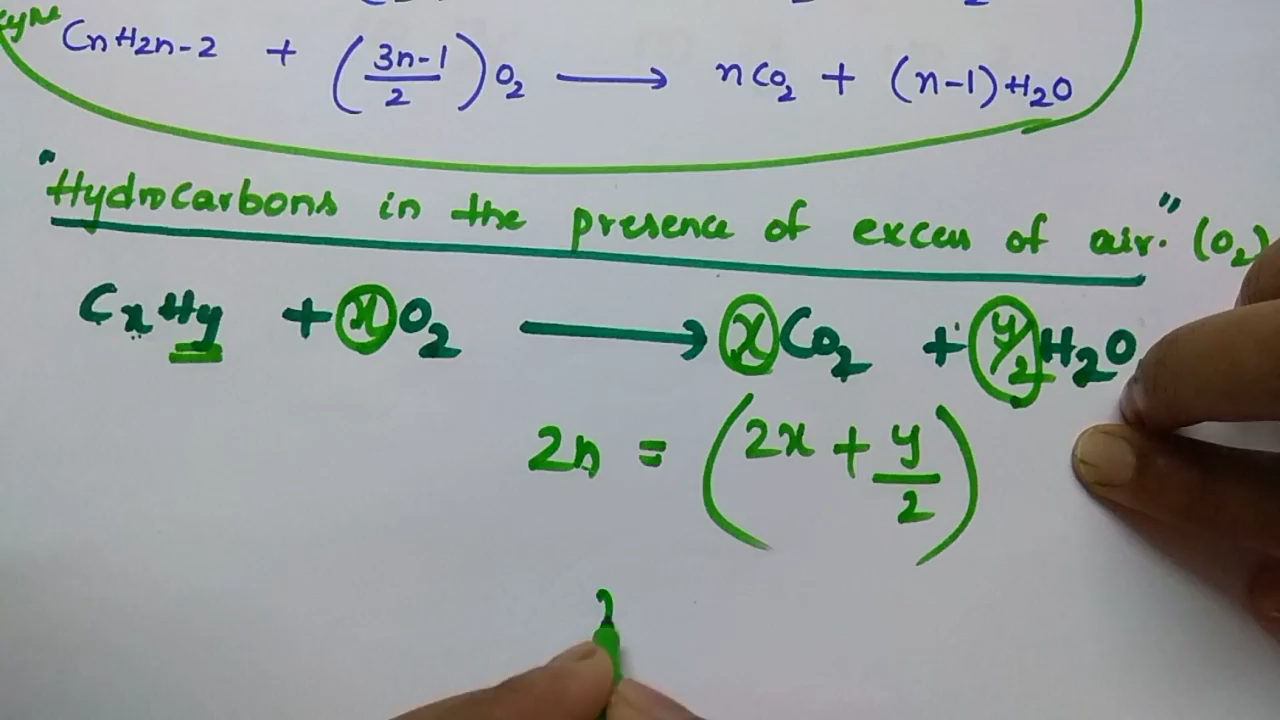 CnH2n-2 + (3n-1/2) O2 ⟶ nCO2 + (n-1) H2O
"Hydrocarbons in the presence of excess of air." (O2)
CxHy + n O2 ⟶ x CO2 + y/2 H2O
2n = (2x + y/2)